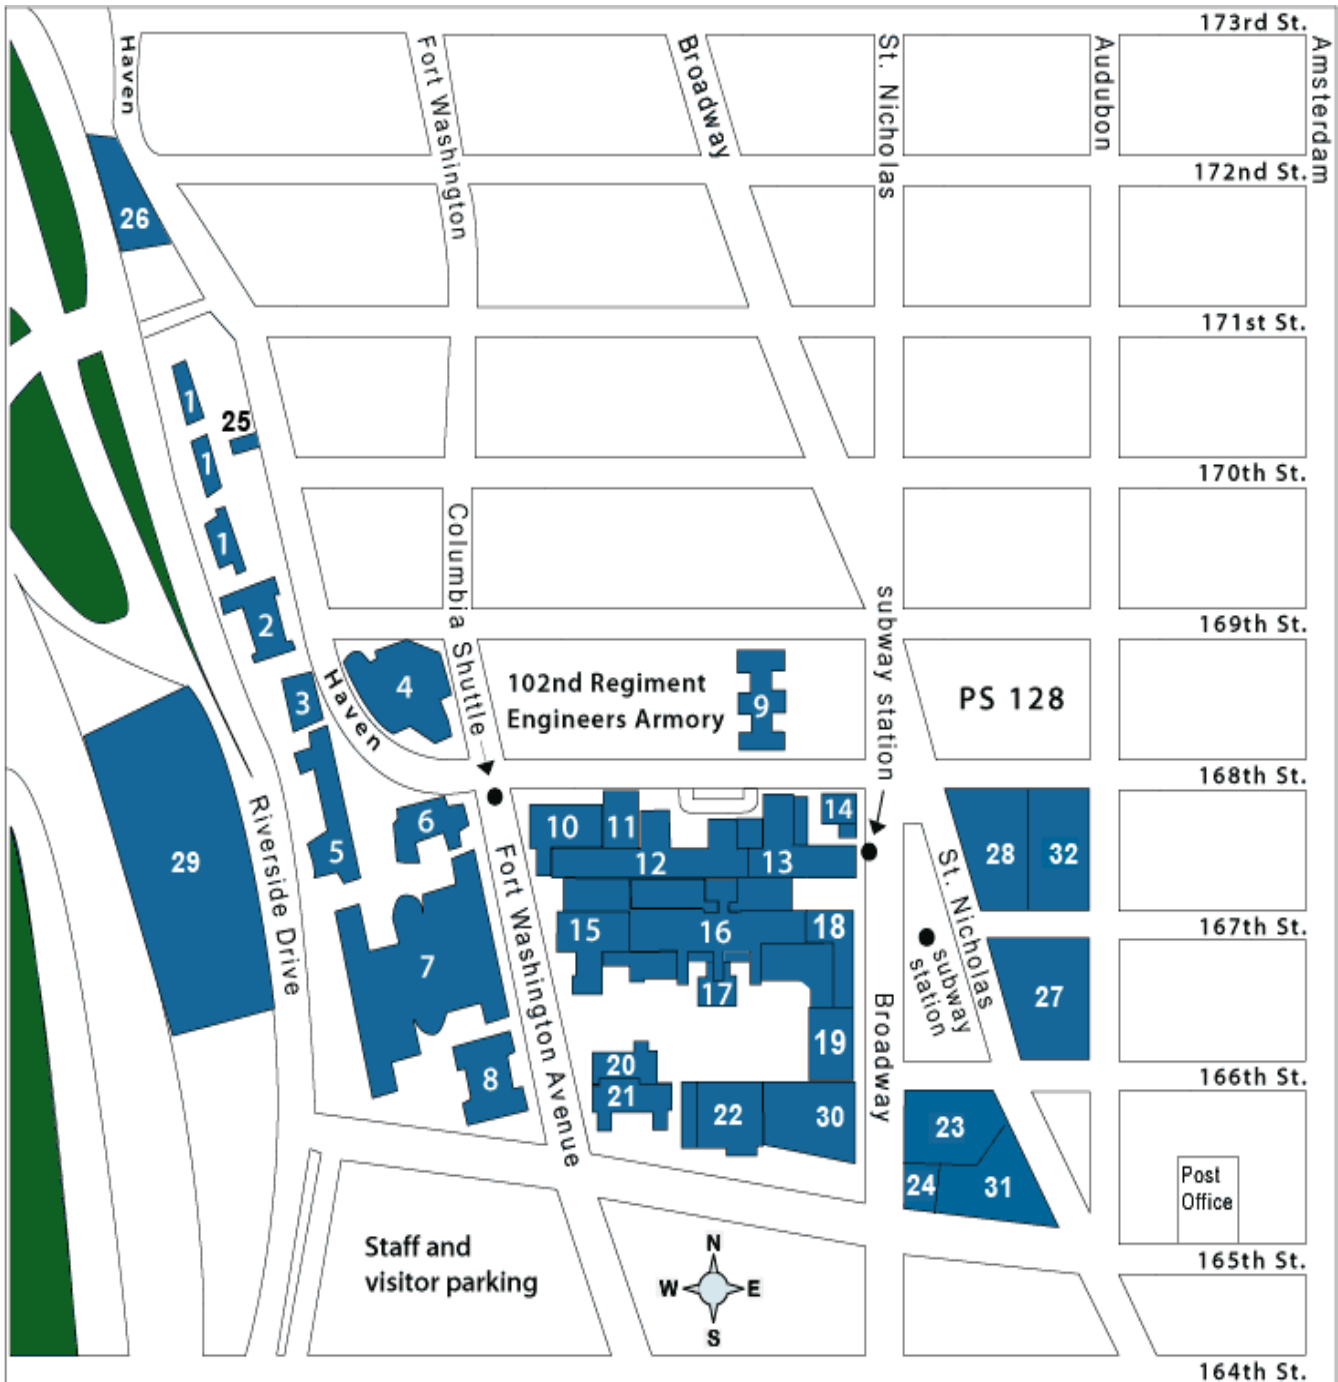 173rd St.
Haven
Fort Washington
Broadway
St. Nicholas
Audubon
Amsterdam
172nd St.
26
171st St.
1
25
1
170th St.
1
Columbia Shuttle
subway station
2
169th St.
Haven
4
102nd Regiment
Engineers Armory
9
PS 128
3
168th St.
Riverside Drive
6
10
11
14
5
12
13
28
32
29
Fort Washington Avenue
St. Nicholas
167th St.
7
15
16
18
subway
station
17
Broadway
27
19
166th St.
8
20
21
22
30
23
24
31
Post
Office
Staff and
visitor parking
N
W
E
S
165th St.
164th St.